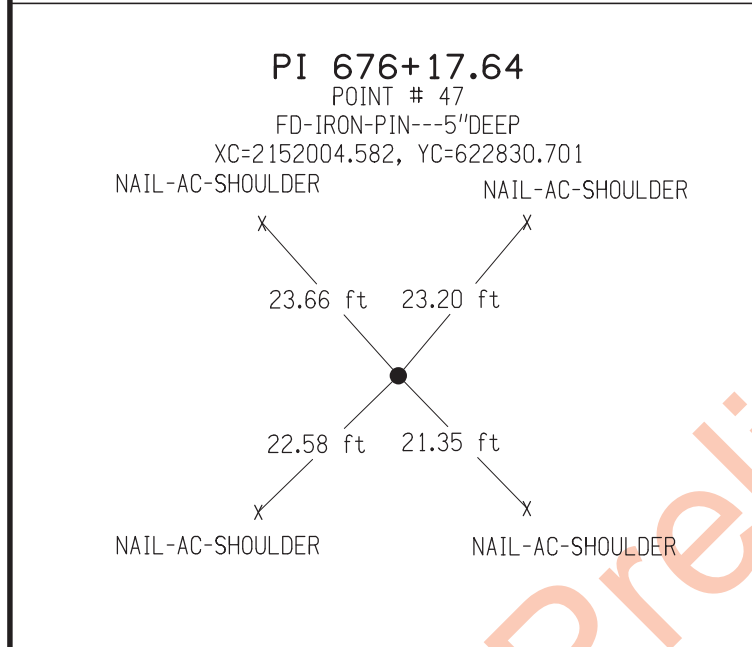 PI 676+17.64
POINT # 47
FD-IRON-PIN---5"DEEP
XC=2152004.582, YC=622830.701
NAIL-AC-SHOULDER NAIL-AC-SHOULDER
X X
23.66 ft 23.20 ft
22.58 ft 21.35 ft
X X
NAIL-AC-SHOULDER NAIL-AC-SHOULDER
Preli